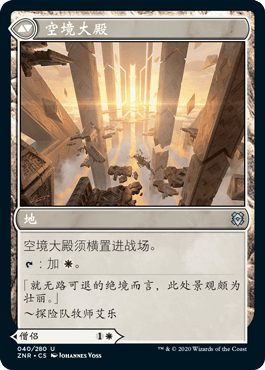 空境大殿
地
空境大殿须横置进战场。
:加。
「就无路可退的绝境而言，此处景观颇为
壮丽。」
～探险队牧师艾乐
僧侣 1
040/280 U
ZNR • CS Johannes Voss
™ & © 2020 Wizards of the Coast